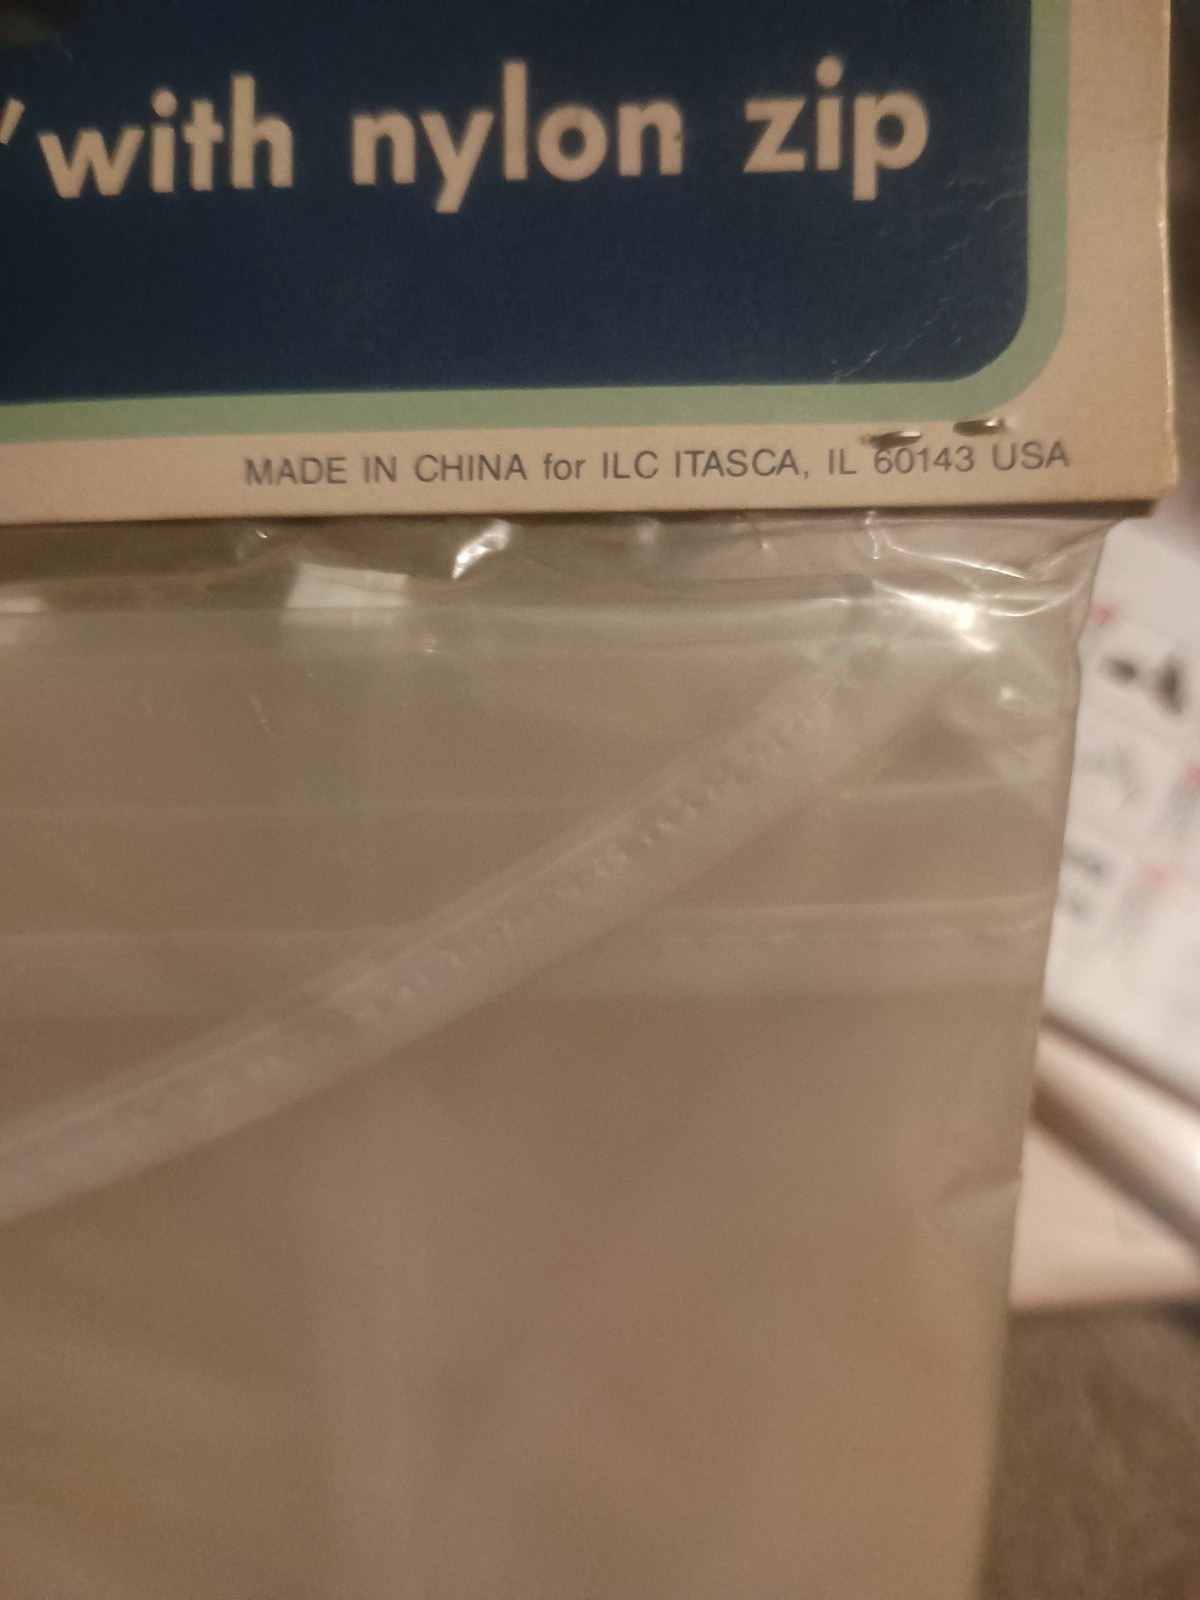 " with nylon zip
MADE IN CHINA for ILC ITASCA, IL 60143 USA